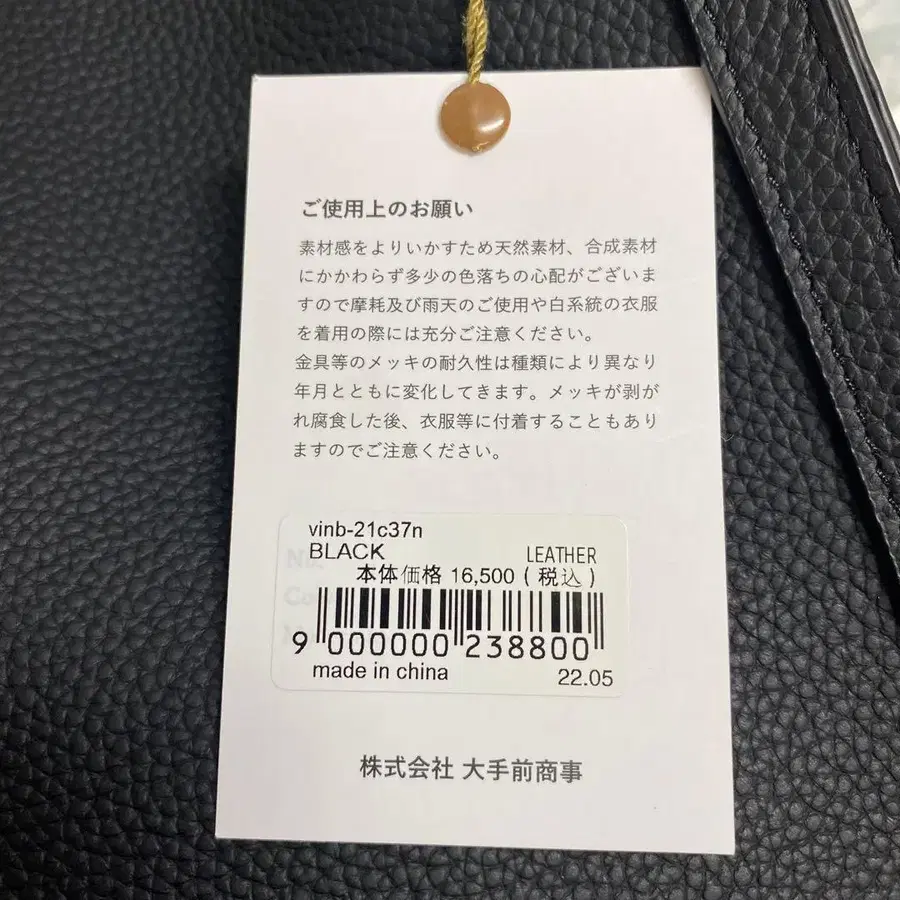 ご使用上のお願い
素材感をよりいかすため天然素材、合成素材
にかかわらず多少の色落ちの心配がございま
すので摩耗及び雨天のご使用や白系統の衣服
を着用の際には充分ご注意ください。
金具等のメッキの耐久性は種類により異なり
年月とともに変化してきます。メッキが剥が
れ腐食した後、衣服等に付着することもあり
ますのでご注意ください。
vinb-21c37n
BLACK LEATHER
本体価格 16,500 ( 税込 )
9 000000 238800
made in china 22.05
株式会社 大手前商事